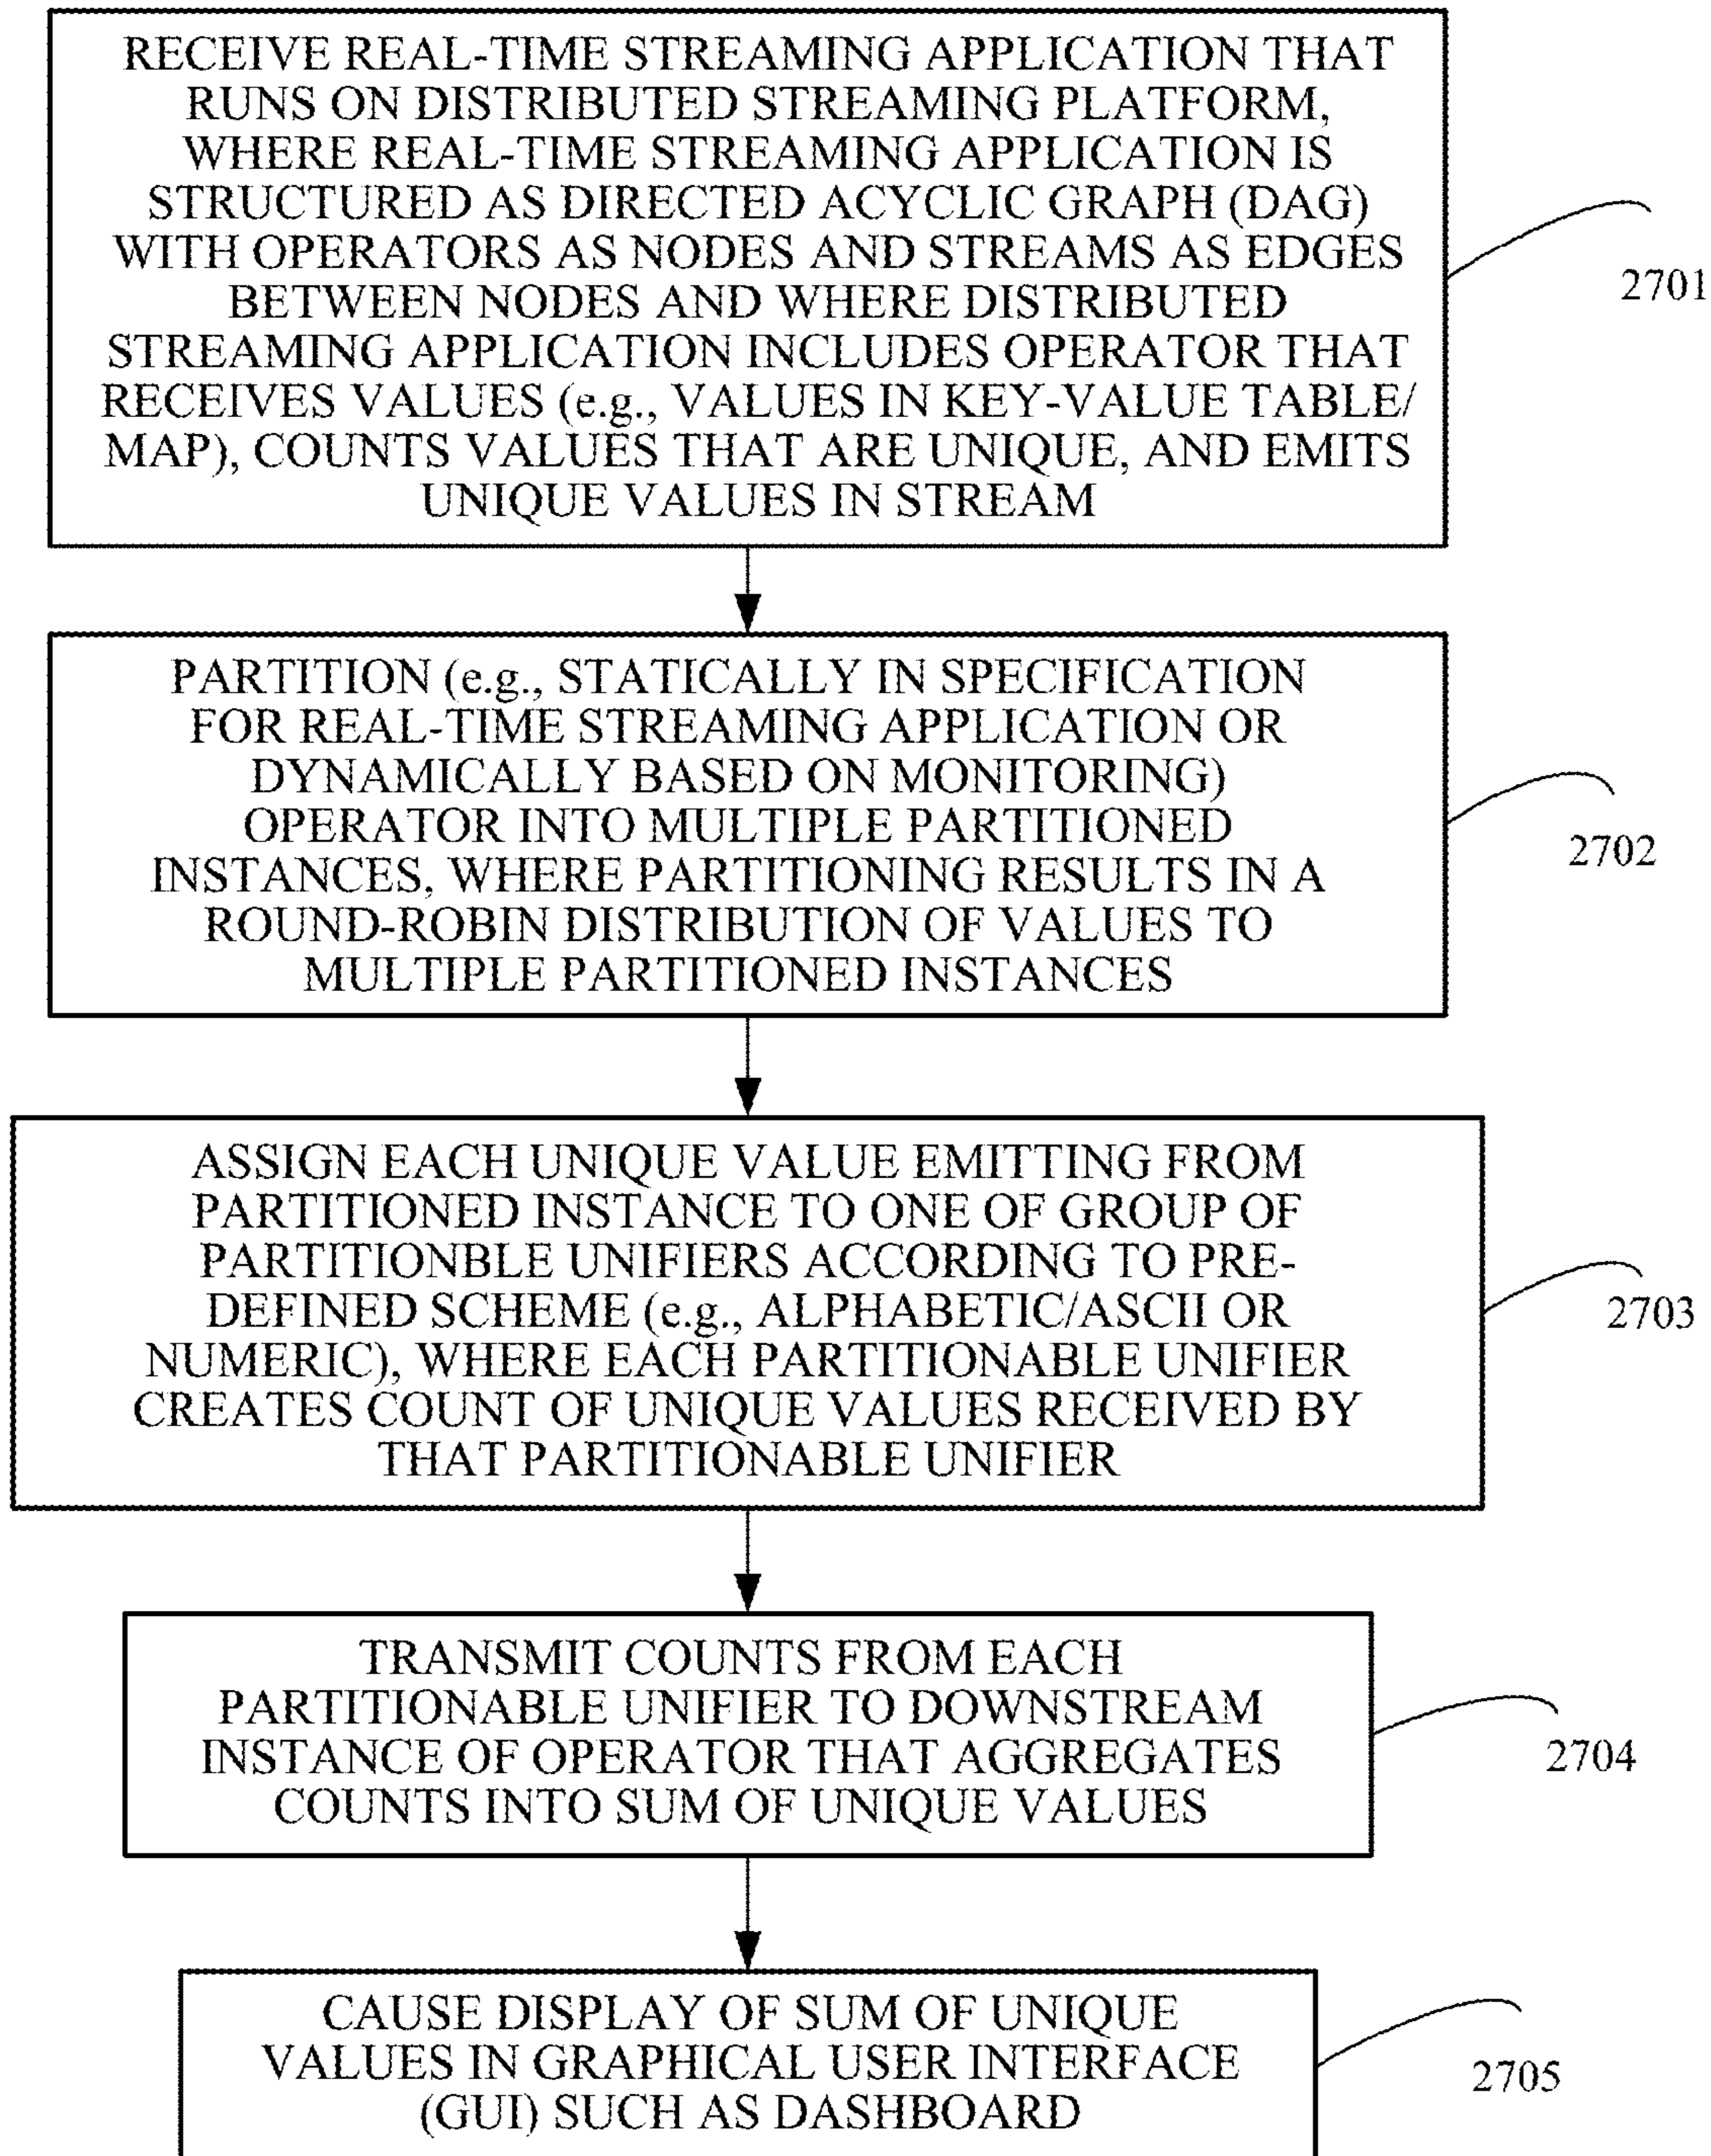 RECEIVE REAL-TIME STREAMING APPLICATION THAT
RUNS ON DISTRIBUTED STREAMING PLATFORM,
WHERE REAL-TIME STREAMING APPLICATION IS
STRUCTURED AS DIRECTED ACYCLIC GRAPH (DAG)
WITH OPERATORS AS NODES AND STREAMS AS EDGES
BETWEEN NODES AND WHERE DISTRIBUTED
STREAMING APPLICATION INCLUDES OPERATOR THAT
RECEIVES VALUES (e.g., VALUES IN KEY-VALUE TABLE/
MAP), COUNTS VALUES THAT ARE UNIQUE, AND EMITS
UNIQUE VALUES IN STREAM
2701
PARTITION (e.g., STATICALLY IN SPECIFICATION
FOR REAL-TIME STREAMING APPLICATION OR
DYNAMICALLY BASED ON MONITORING)
OPERATOR INTO MULTIPLE PARTITIONED
INSTANCES, WHERE PARTITIONING RESULTS IN A
ROUND-ROBIN DISTRIBUTION OF VALUES TO
MULTIPLE PARTITIONED INSTANCES
2702
ASSIGN EACH UNIQUE VALUE EMITTING FROM
PARTITIONED INSTANCE TO ONE OF GROUP OF
PARTITIONBLE UNIFIERS ACCORDING TO PRE-
DEFINED SCHEME (e.g., ALPHABETIC/ASCII OR
NUMERIC), WHERE EACH PARTITIONABLE UNIFIER
CREATES COUNT OF UNIQUE VALUES RECEIVED BY
THAT PARTITIONABLE UNIFIER
2703
TRANSMIT COUNTS FROM EACH
PARTITIONABLE UNIFIER TO DOWNSTREAM
INSTANCE OF OPERATOR THAT AGGREGATES
COUNTS INTO SUM OF UNIQUE VALUES
2704
CAUSE DISPLAY OF SUM OF UNIQUE
VALUES IN GRAPHICAL USER INTERFACE
(GUI) SUCH AS DASHBOARD
2705